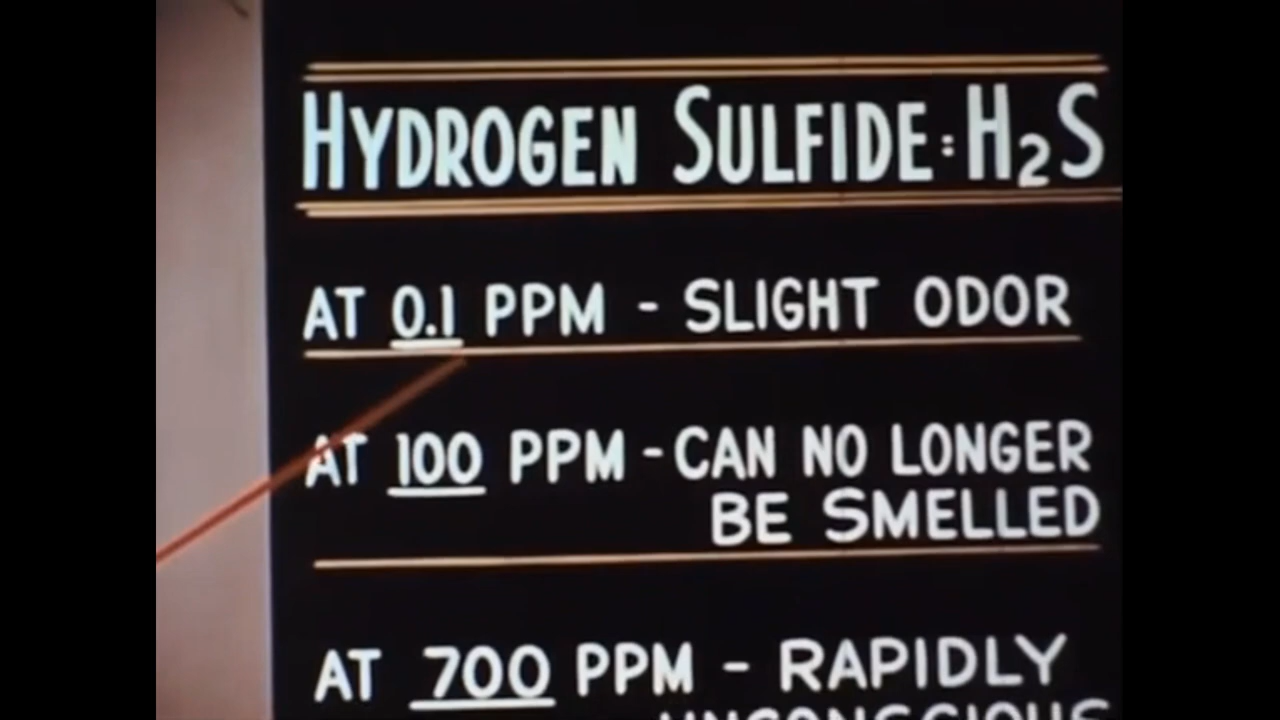 HYDROGEN SULFIDE: H₂S
AT 0.1 PPM - SLIGHT ODOR
AT 100 PPM - CAN NO LONGER
BE SMELLED
AT 700 PPM - RAPIDLY
UNCONSCIOUS